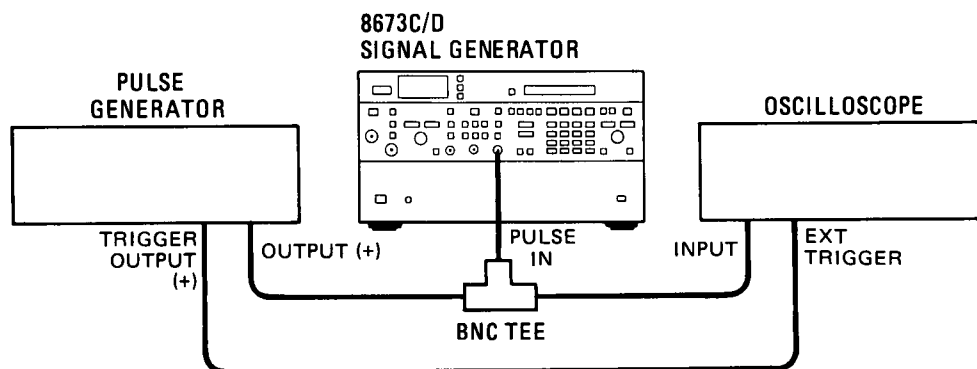 8673C/D
SIGNAL GENERATOR
PULSE
GENERATOR
OSCILLOSCOPE
TRIGGER
OUTPUT
(+)
OUTPUT (+)
PULSE
IN
INPUT
EXT
TRIGGER
BNC TEE